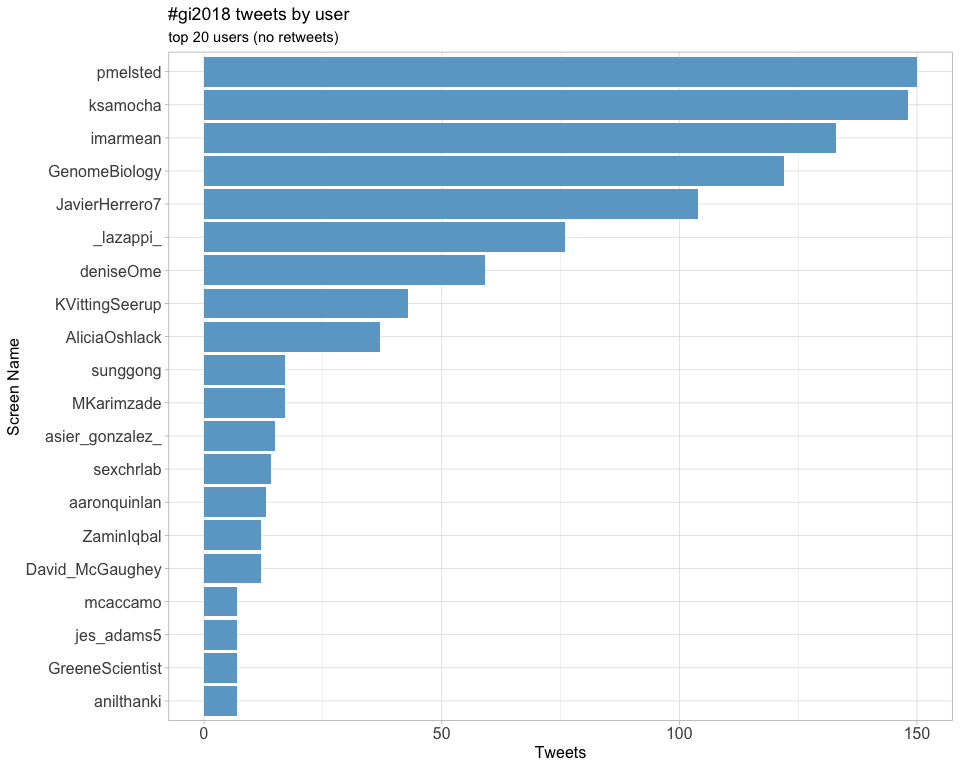 #gi2018 tweets by user
top 20 users (no retweets)
Screen Name
pmelsted
ksamocha
imarmean
GenomeBiology
JavierHerrero7
_lazappi_
deniseOme
KVittingSeerup
AliciaOshlack
sunggong
MKarimzade
asier_gonzalez_
sexchrlab
aaronquinlan
ZaminIqbal
David_McGaughey
mcaccamo
jes_adams5
GreeneScientist
anilthanki
0 50 100 150
Tweets